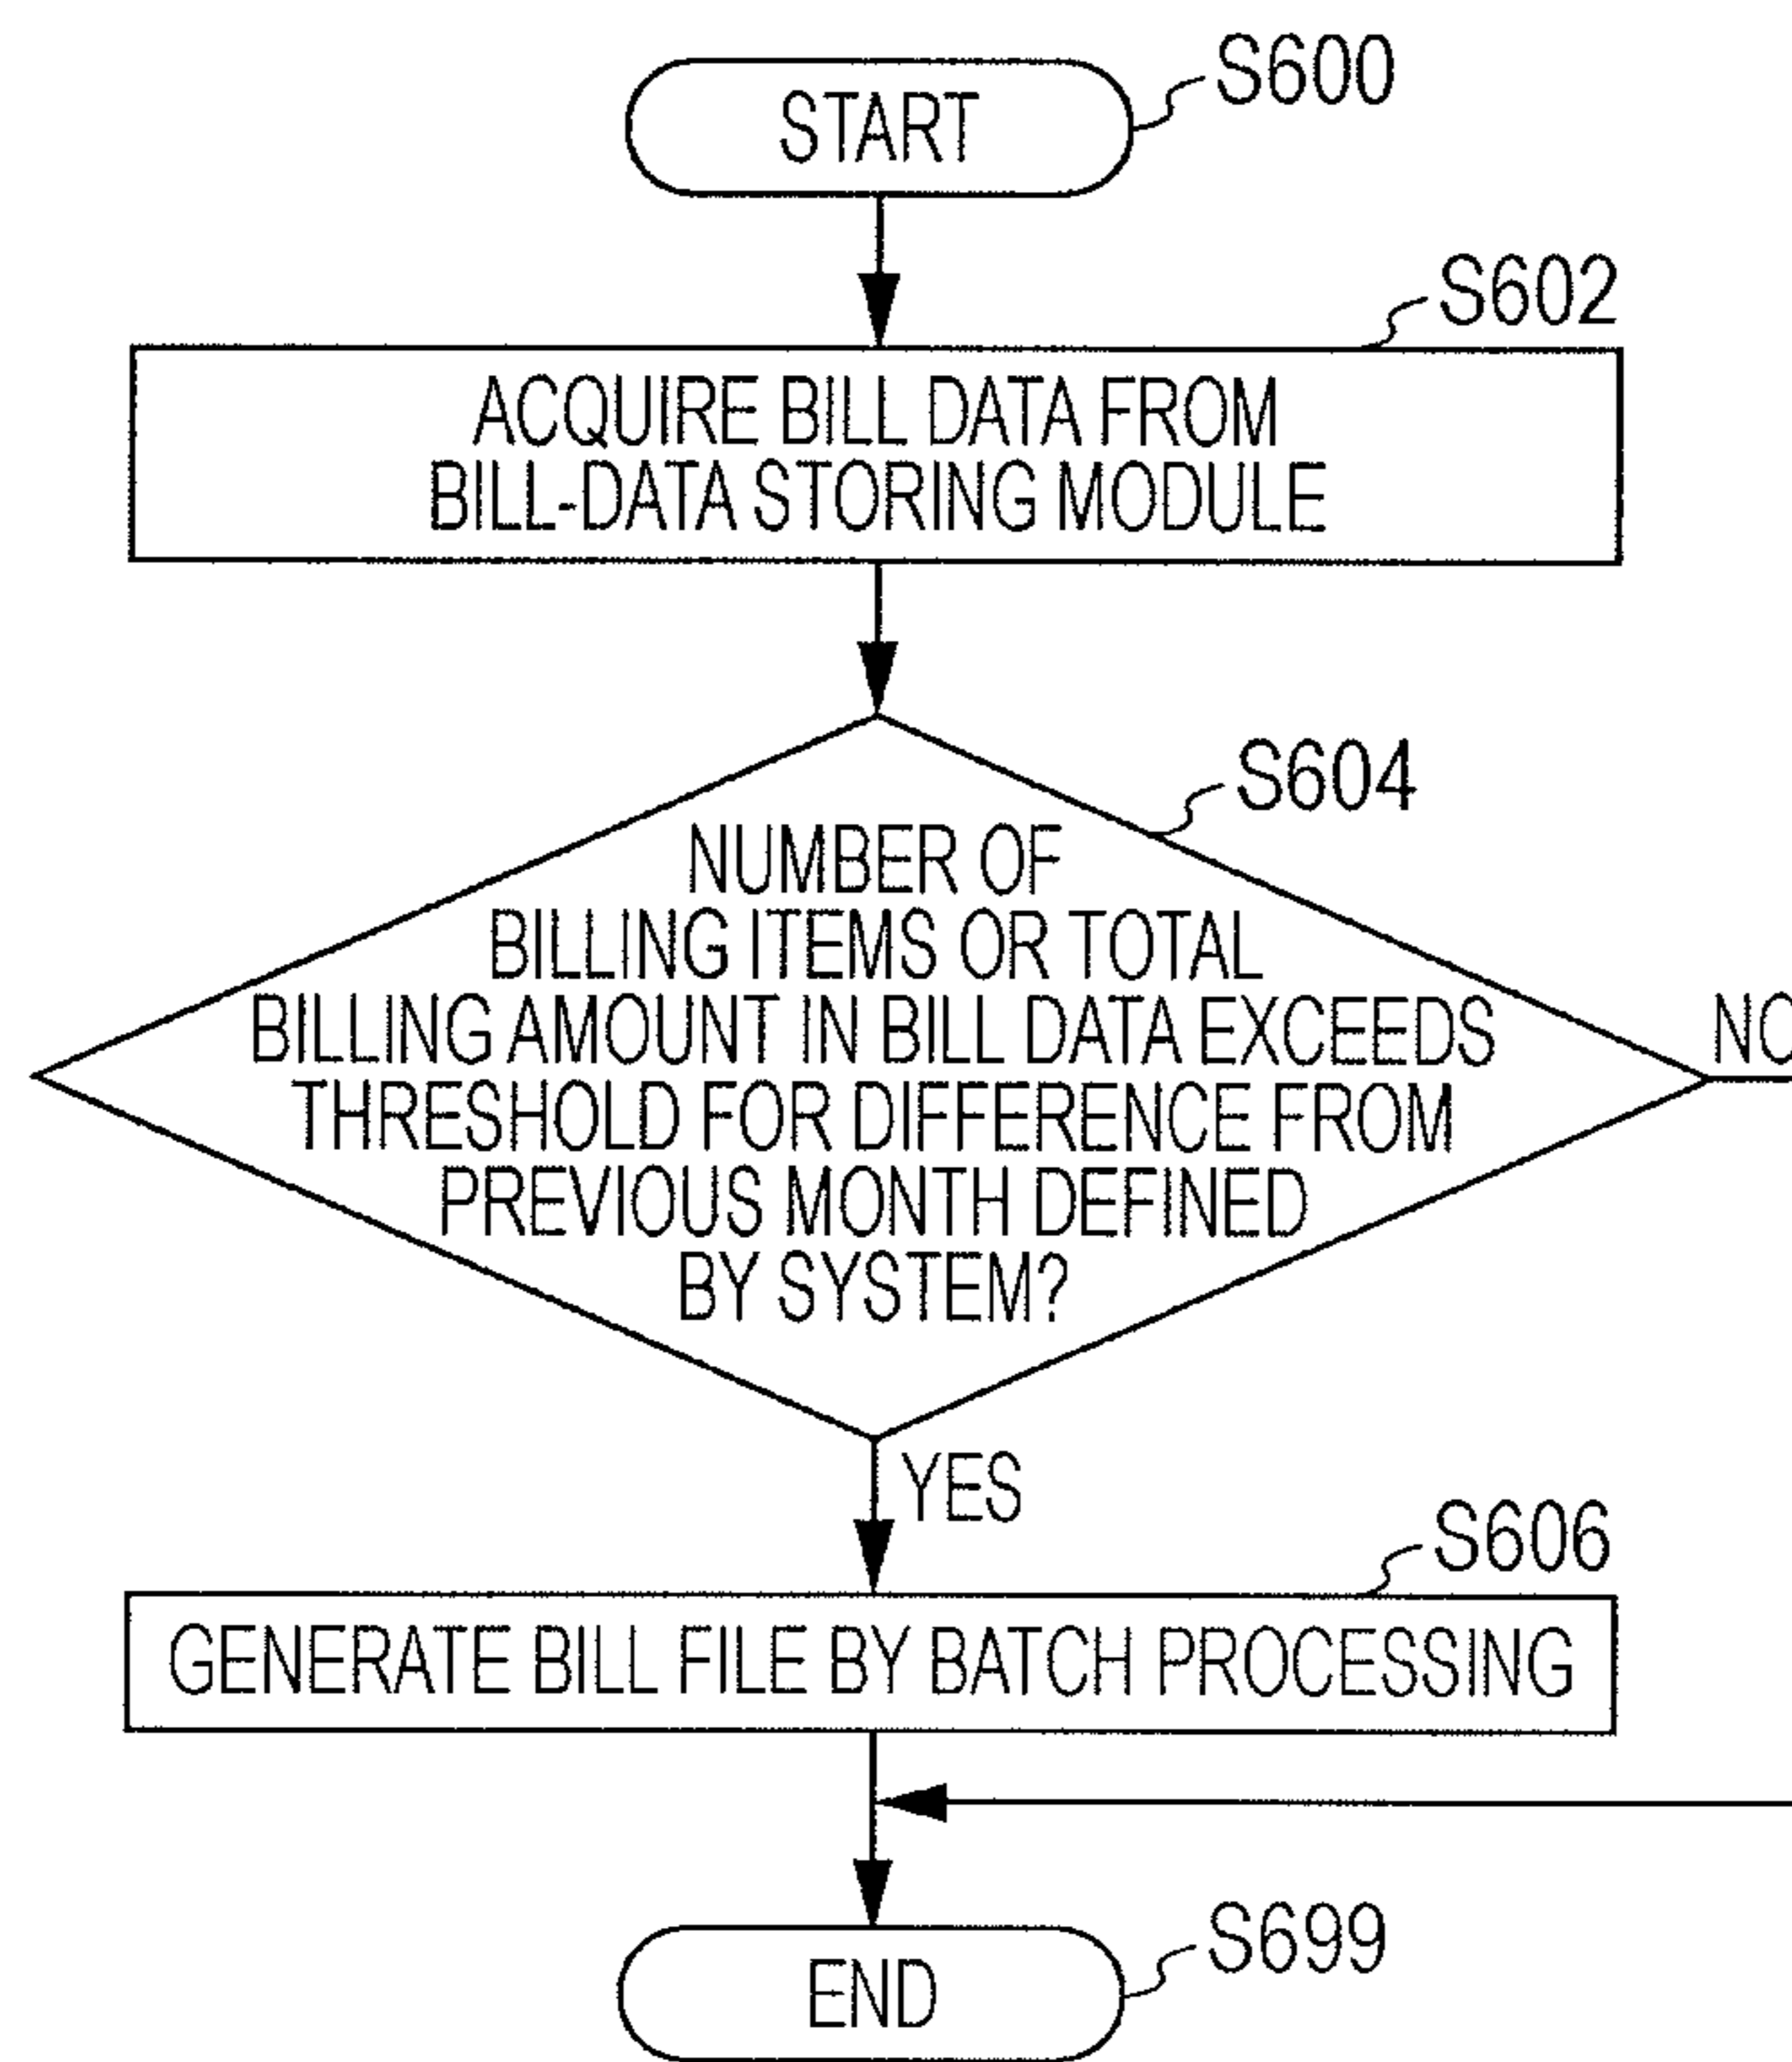 START
S600
S602
ACQUIRE BILL DATA FROM
BILL-DATA STORING MODULE
S604
NUMBER OF
BILLING ITEMS OR TOTAL
BILLING AMOUNT IN BILL DATA EXCEEDS
THRESHOLD FOR DIFFERENCE FROM
PREVIOUS MONTH DEFINED
BY SYSTEM?
NO
YES
S606
GENERATE BILL FILE BY BATCH PROCESSING
END
S699